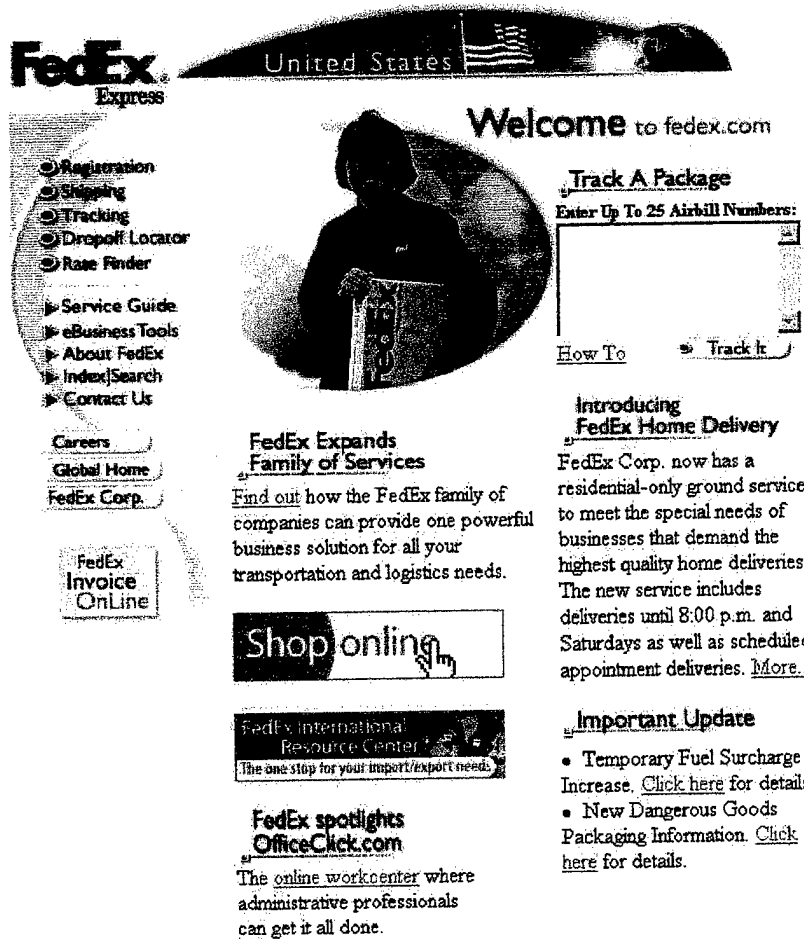 FedEx
Express
United States
Welcome to fedex.com
Registration
Shipping
Tracking
Dropoff Locator
Rate Finder
Service Guide
eBusiness Tools
About FedEx
Index|Search
Contact Us
Careers
Global Home
FedEx Corp.
FedEx
Invoice
OnLine
FedEx
FedEx Expands
Family of Services
Find out how the FedEx family of
companies can provide one powerful
business solution for all your
transportation and logistics needs.
Shop online
FedEx International
Resource Center
The one stop for your import/export needs
FedEx spotlights
OfficeClick.com
The online workcenter where
administrative professionals
can get it all done.
Track A Package
Enter Up To 25 Airbill Numbers:
How To
Track It
Introducing
FedEx Home Delivery
FedEx Corp. now has a
residential-only ground service
to meet the special needs of
businesses that demand the
highest quality home deliveries
The new service includes
deliveries until 8:00 p.m. and
Saturdays as well as scheduled
appointment deliveries. More.
Important Update
• Temporary Fuel Surcharge
Increase. Click here for details
• New Dangerous Goods
Packaging Information. Click
here for details.